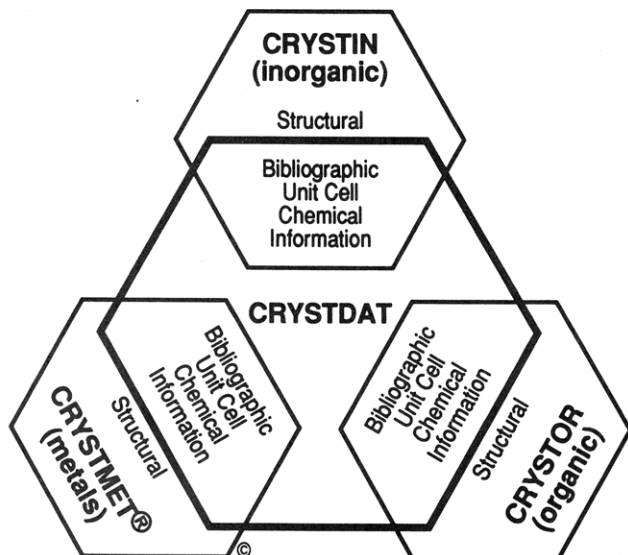 CRYSTIN
(inorganic)
Structural
Bibliographic
Unit Cell
Chemical
Information
CRYSTDAT
Bibliographic
Unit Cell
Chemical
Information
Structural
CRYSTMET®
(metals)
Bibliographic
Unit Cell
Chemical
Information
Structural
CRYSTOR
(organic)
©